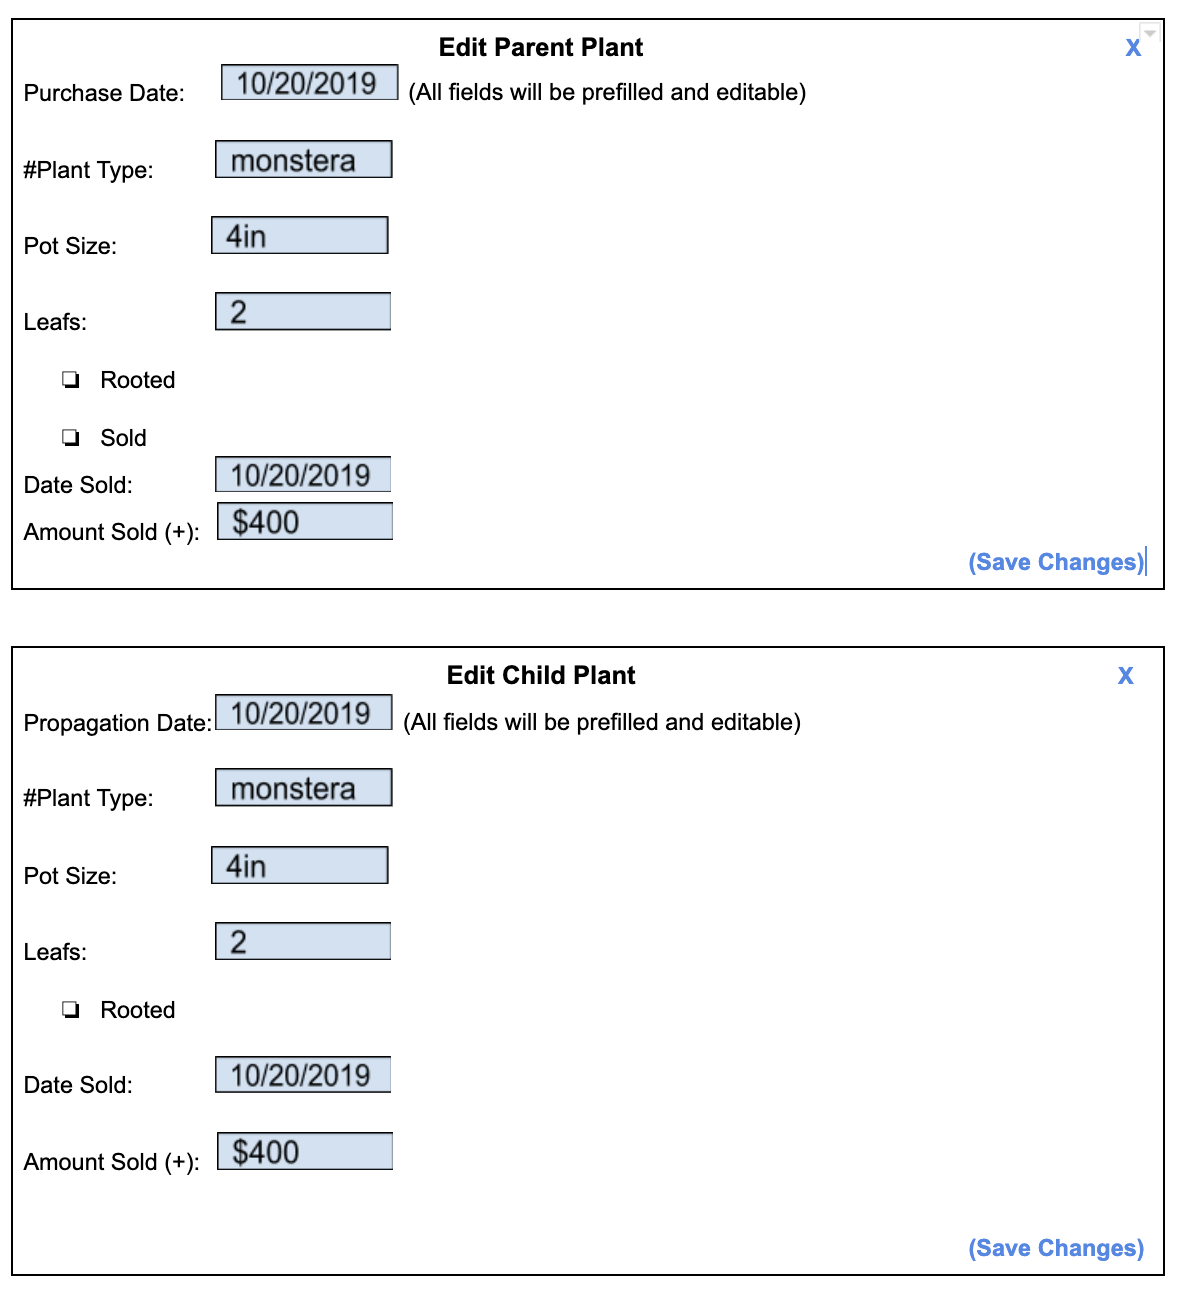 Edit Parent Plant X
Purchase Date: 10/20/2019 (All fields will be prefilled and editable)
#Plant Type: monstera
Pot Size: 4in
Leafs: 2
❏ Rooted
❏ Sold
Date Sold: 10/20/2019
Amount Sold (+): $400
(Save Changes)
Edit Child Plant X
Propagation Date: 10/20/2019 (All fields will be prefilled and editable)
#Plant Type: monstera
Pot Size: 4in
Leafs: 2
❏ Rooted
Date Sold: 10/20/2019
Amount Sold (+): $400
(Save Changes)